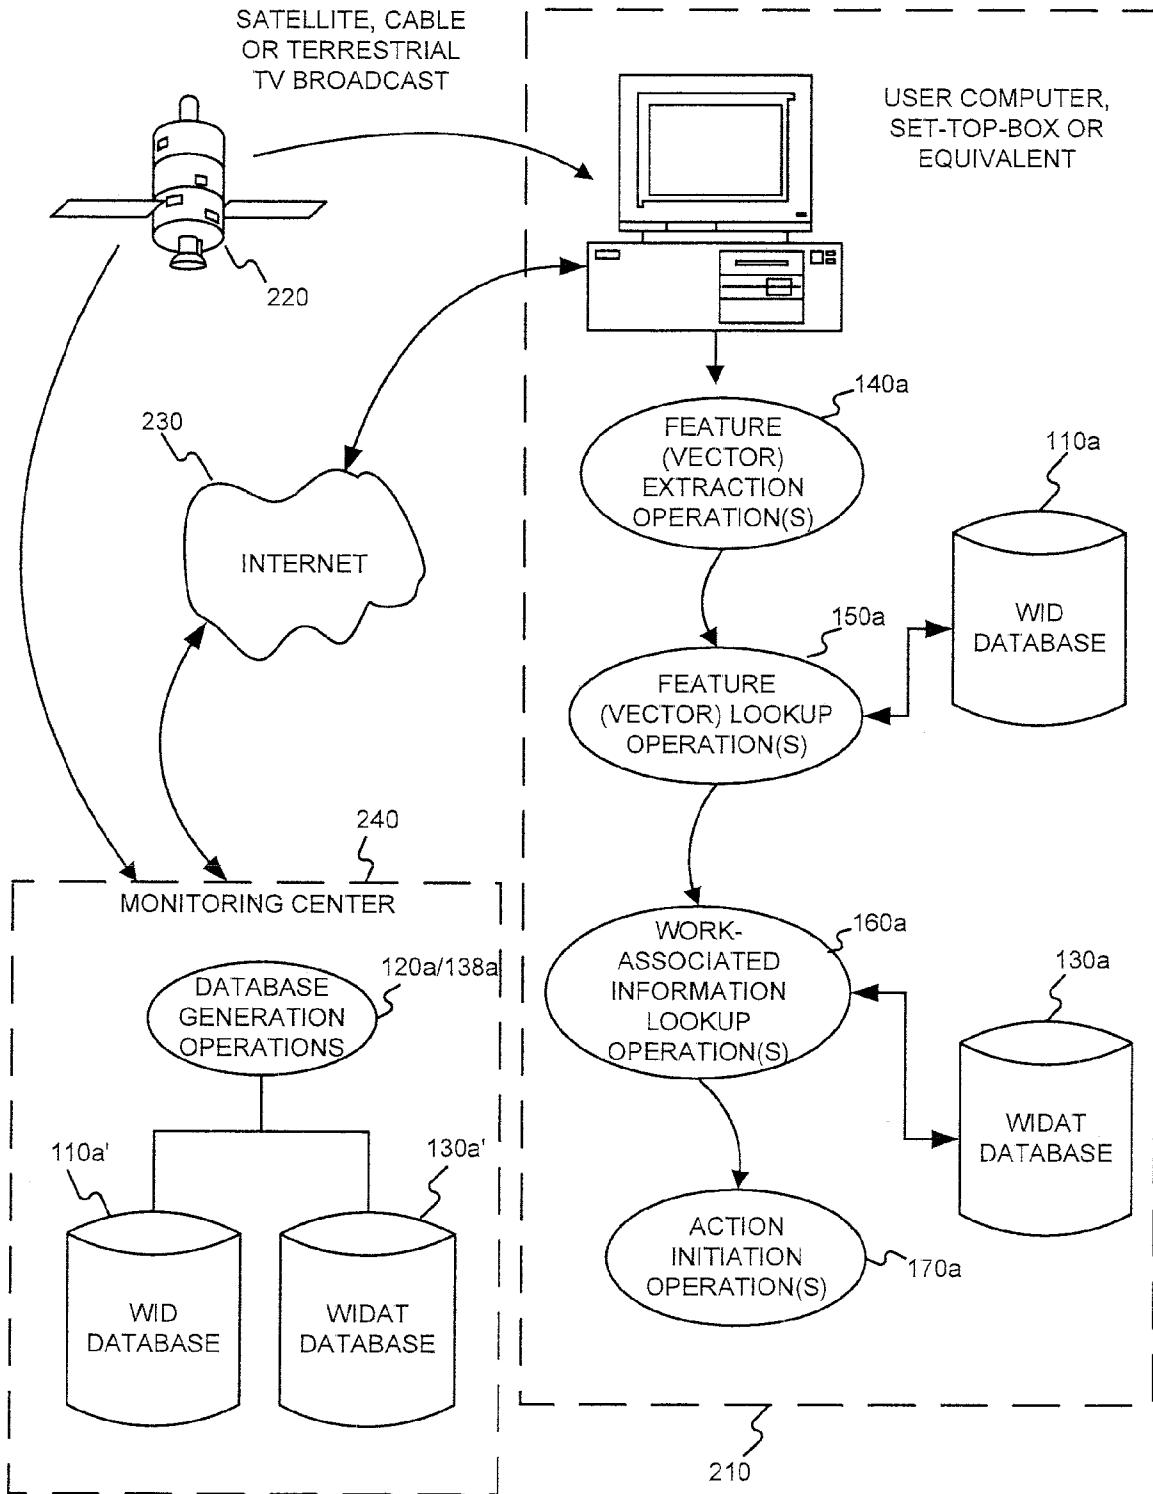 SATELLITE, CABLE
OR TERRESTRIAL
TV BROADCAST
USER COMPUTER,
SET-TOP-BOX OR
EQUIVALENT
220
140a
FEATURE
(VECTOR)
EXTRACTION
OPERATION(S)
230
INTERNET
110a
WID
DATABASE
150a
FEATURE
(VECTOR) LOOKUP
OPERATION(S)
240
MONITORING CENTER
120a/138a
DATABASE
GENERATION
OPERATIONS
160a
WORK-
ASSOCIATED
INFORMATION
LOOKUP
OPERATION(S)
130a
WIDAT
DATABASE
110a'
130a'
WID
DATABASE
WIDAT
DATABASE
ACTION
INITIATION
OPERATION(S)
170a
210